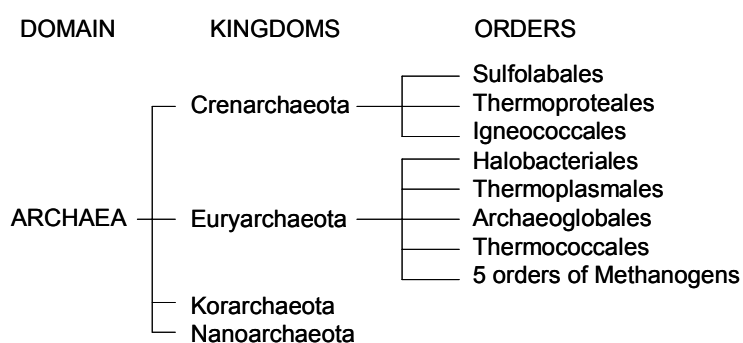 DOMAIN KINGDOMS ORDERS
Sulfolabales
Crenarchaeota Thermoproteales
Igneococcales
Halobacteriales
Thermoplasmales
ARCHAEA Euryarchaeota Archaeoglobales
Thermococcales
5 orders of Methanogens
Korarchaeota
Nanoarchaeota